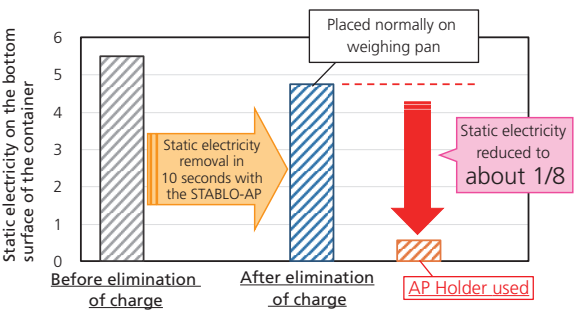 Static electricity on the bottom
surface of the container
6
5
4
3
2
1
0
Placed normally on
weighing pan
Static electricity
removal in
10 seconds with
the STABLO-AP
Static electricity
reduced to
about 1/8
Before elimination
of charge
After elimination
of charge
AP Holder used